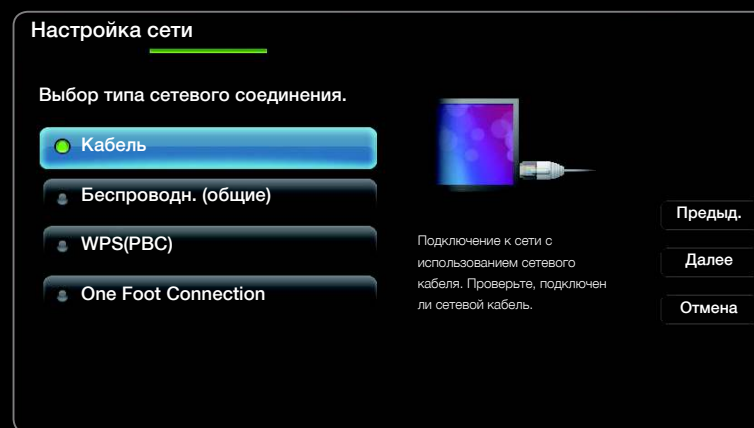 Настройка сети
Выбор типа сетевого соединения.
Кабель
Беспроводн. (общие)
WPS(PBC)
One Foot Connection
Подключение к сети с
использованием сетевого
кабеля. Проверьте, подключен
ли сетевой кабель.
Предыд.
Далее
Отмена